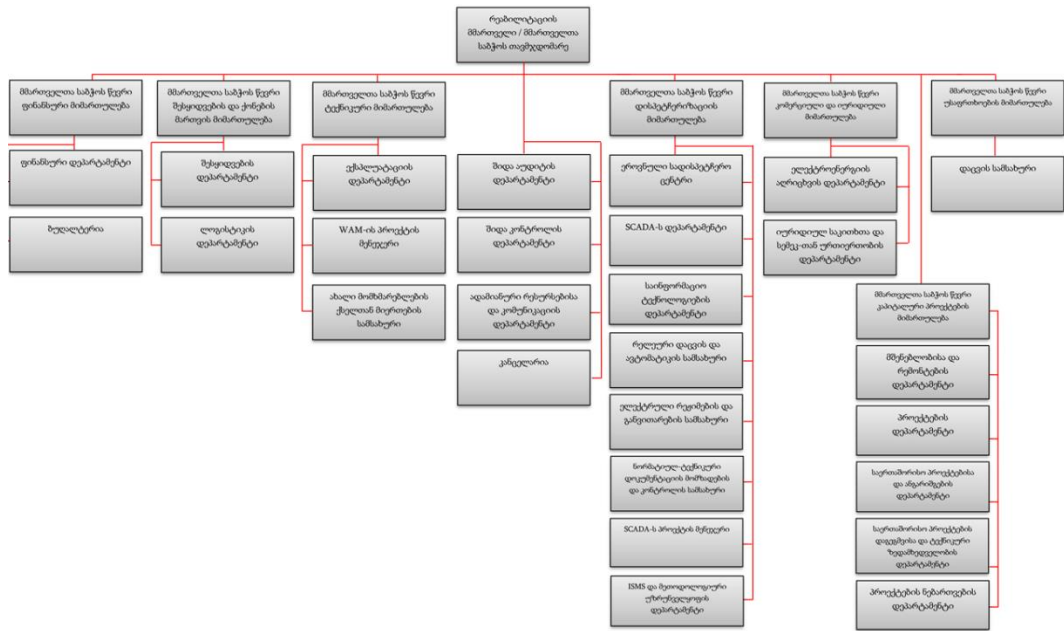 რეაბილიტაციის
მმართველი / მმართველთა
საბჭოს თავმჯდომარე
მმართველთა საბჭოს წევრი
ფინანსური მიმართულება
ფინანსური დეპარტამენტი
ბუღალტერია
მმართველთა საბჭოს წევრი
შესყიდვების და ქონების
მართვის მიმართულება
შესყიდვების
დეპარტამენტი
ლოგისტიკის
დეპარტამენტი
მმართველთა საბჭოს წევრი
ტექნიკური მიმართულება
ექსპლუატაციის
დეპარტამენტი
WAM-ის პროექტის
მენეჯერი
ახალი მომხმარებლების
ქსელთან მიერთების
სამსახური
შიდა აუდიტის
დეპარტამენტი
შიდა კონტროლის
დეპარტამენტი
ადამიანური რესურსებისა
და კომუნიკაციის
დეპარტამენტი
კანცელარია
მმართველთა საბჭოს წევრი
დისპეტჩერიზაციის
მიმართულება
ეროვნული სადისპეტჩერო
ცენტრი
SCADA-ს დეპარტამენტი
საინფორმაციო
ტექნოლოგიების
დეპარტამენტი
რელეური დაცვის და
ავტომატიკის სამსახური
ელექტრული რეჟიმების და
განვითარების სამსახური
ნორმატიულ-ტექნიკური
დოკუმენტაციის მომზადების
და კონტროლის სამსახური
SCADA-ს პროექტის მენეჯერი
ISMS და მეთოდოლოგიური
უზრუნველყოფის
დეპარტამენტი
მმართველთა საბჭოს წევრი
კომერციული და იურიდიული
მიმართულება
ელექტროენერგიის
აღრიცხვის დეპარტამენტი
იურიდიულ საკითხთა და
სემეკ-თან ურთიერთობის
დეპარტამენტი
მმართველთა საბჭოს წევრი
კაპიტალური პროექტების
მიმართულება
მშენებლობისა და
რემონტების
დეპარტამენტი
პროექტების
დეპარტამენტი
საერთაშორისო პროექტებისა
და ანგარიშგების
დეპარტამენტი
საერთაშორისო პროექტების
დაგეგმვისა და ტექნიკური
ზედამხედველობის
დეპარტამენტი
პროექტების ნებართვების
დეპარტამენტი
მმართველთა საბჭოს წევრი
უსაფრთხოების მიმართულება
დაცვის სამსახური